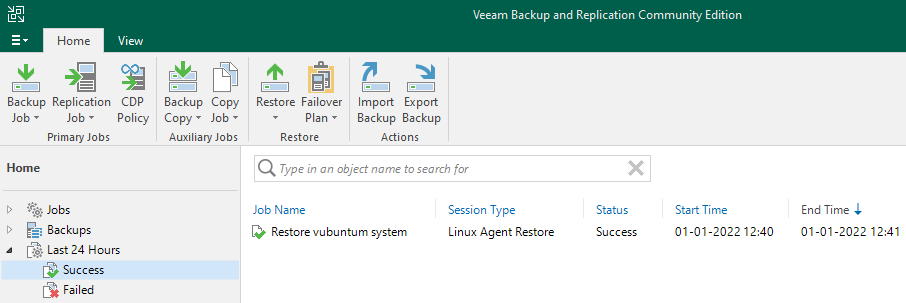 Veeam Backup and Replication Community Edition
Home View
Backup Job Replication Job CDP Policy Backup Copy Copy Job Restore Failover Plan Import Backup Export Backup
Primary Jobs Auxiliary Jobs Restore Actions
Home
Type in an object name to search for
Jobs
Backups
Last 24 Hours
Success
Failed
Job Name Session Type Status Start Time End Time
Restore vubuntum system Linux Agent Restore Success 01-01-2022 12:40 01-01-2022 12:41